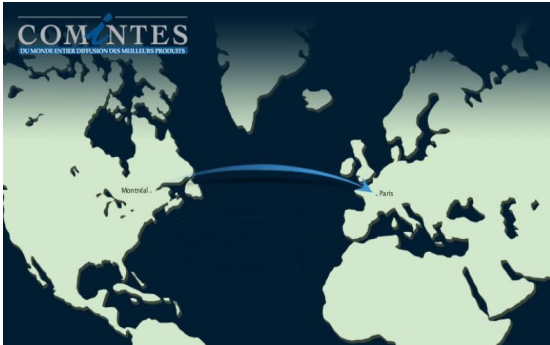 COMINTES
DU MONDE ENTIER DIFFUSION DES MEILLEURS PRODUITS
Montréal
Paris